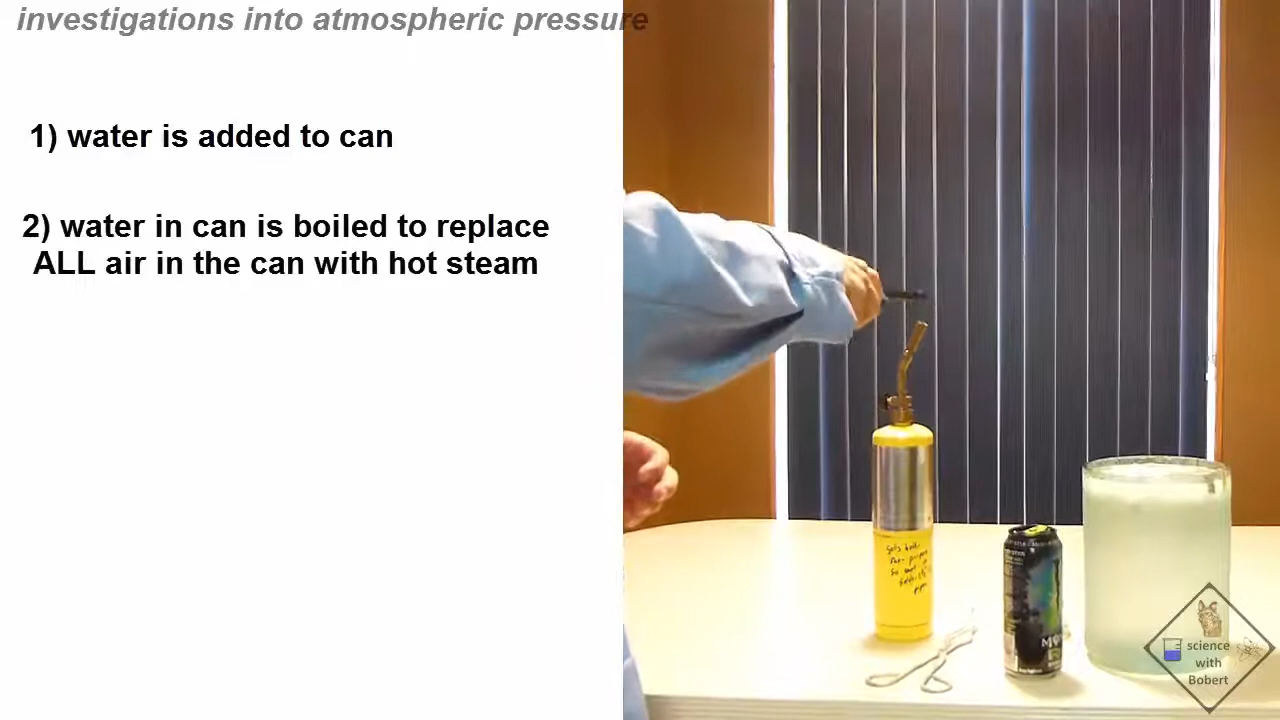 investigations into atmospheric pressure
1) water is added to can
2) water in can is boiled to replace
ALL air in the can with hot steam
science
with
Bobert